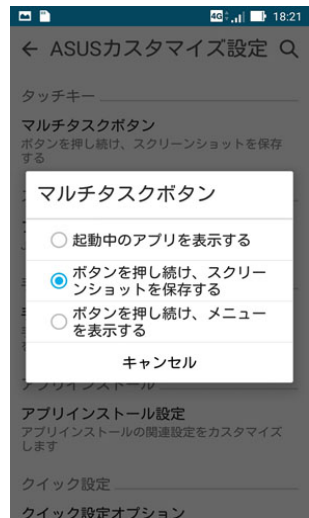 4G 18:21
← ASUSカスタマイズ設定
タッチキー
マルチタスクボタン
ボタンを押し続け、スクリーンショットを保存
する
マルチタスクボタン
起動中のアプリを表示する
ボタンを押し続け、スクリー
ンショットを保存する
ボタンを押し続け、メニュー
を表示する
キャンセル
アプリインストール
アプリインストール設定
アプリインストールの関連設定をカスタマイズ
します
クイック設定
クイック設定オプション